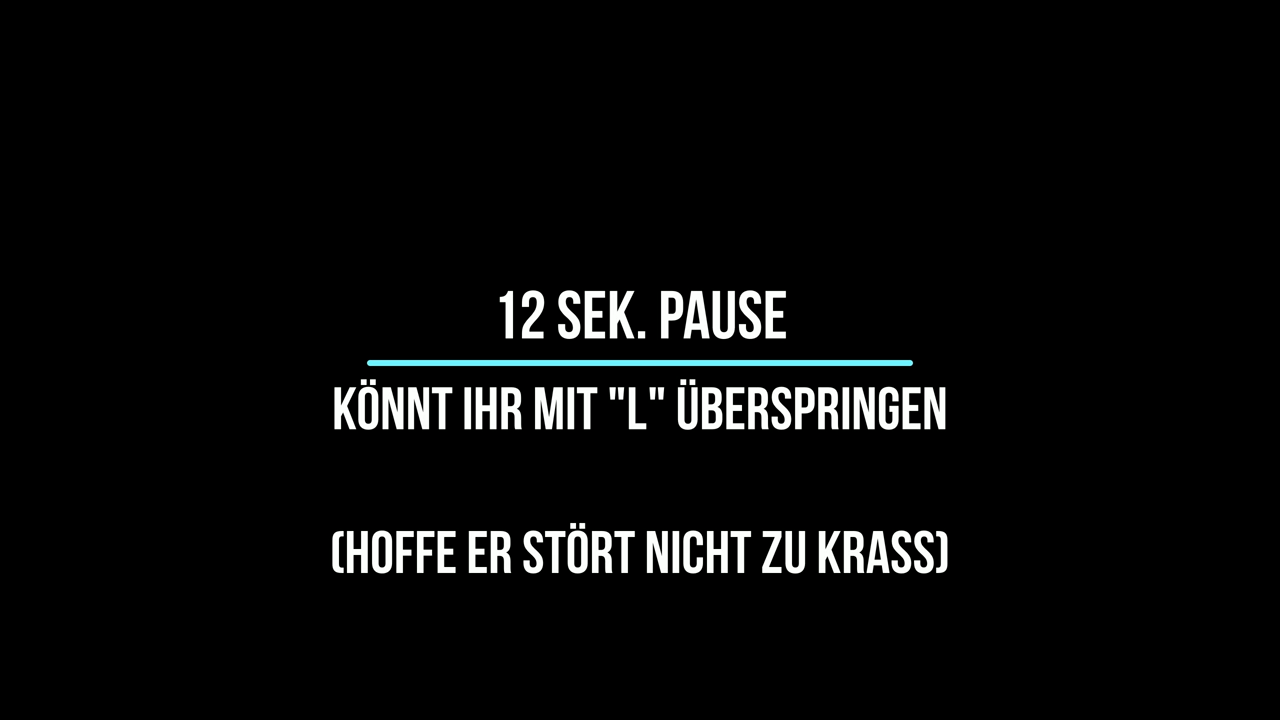 12 SEK. PAUSE
KÖNNT IHR MIT "L" ÜBERSPRINGEN
(HOFFE ER STÖRT NICHT ZU KRASS)